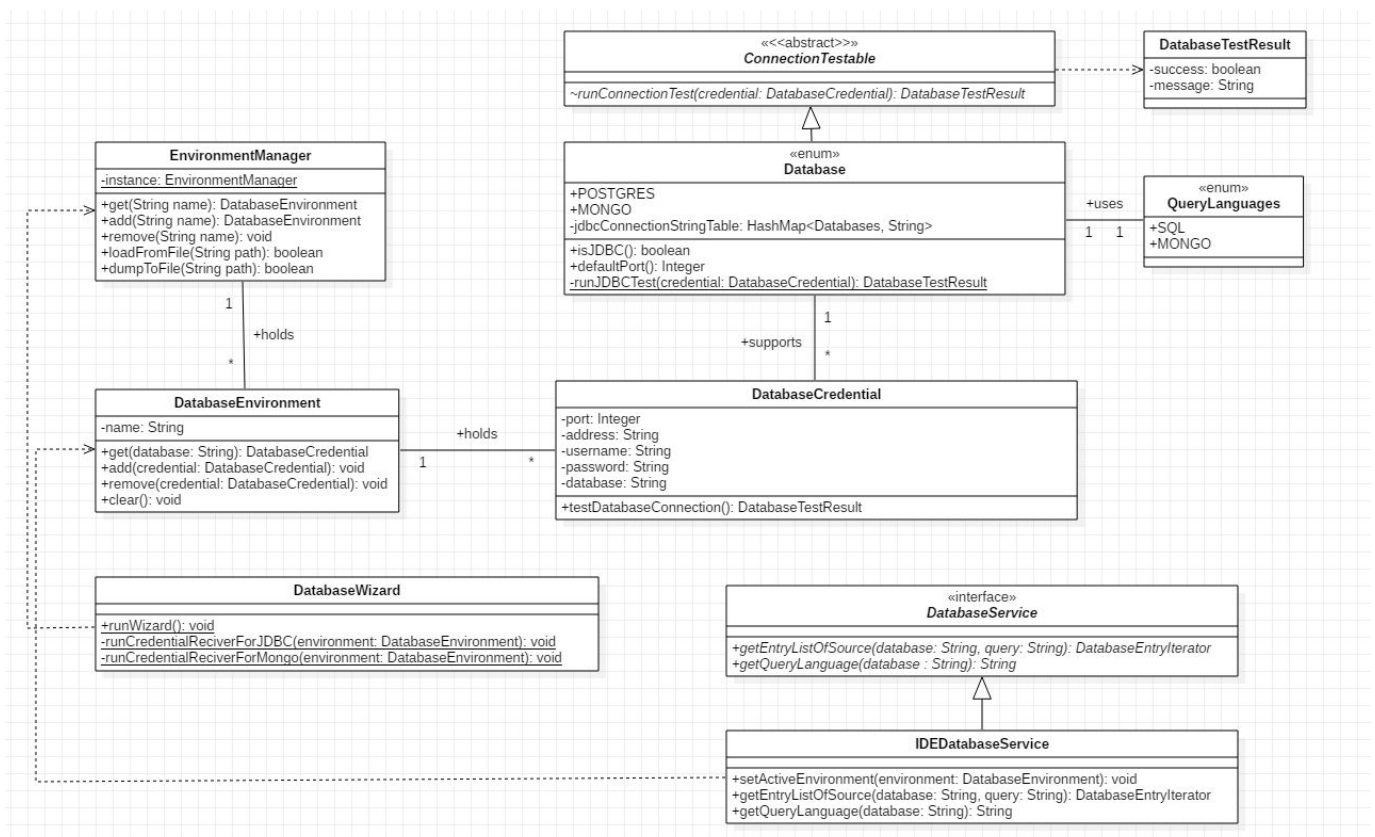 «<<abstract>>»
ConnectionTestable
~runConnectionTest(credential: DatabaseCredential): DatabaseTestResult
DatabaseTestResult
-success: boolean
-message: String
EnvironmentManager
-instance: EnvironmentManager
+get(String name): DatabaseEnvironment
+add(String name): DatabaseEnvironment
+remove(String name): void
+loadFromFile(String path): boolean
+dumpToFile(String path): boolean
«enum»
Database
+POSTGRES
+MONGO
-jdbcConnectionStringTable: HashMap<Databases, String>
+isJDBC(): boolean
+defaultPort(): Integer
-runJDBCTest(credential: DatabaseCredential): DatabaseTestResult
+uses
1
1
«enum»
QueryLanguages
+SQL
+MONGO
1
+holds
*
1
+supports
*
DatabaseEnvironment
-name: String
+get(database: String): DatabaseCredential
+add(credential: DatabaseCredential): void
+remove(credential: DatabaseCredential): void
+clear(): void
+holds
1
*
DatabaseCredential
-port: Integer
-address: String
-username: String
-password: String
-database: String
+testDatabaseConnection(): DatabaseTestResult
DatabaseWizard
+runWizard(): void
-runCredentialReciverForJDBC(environment: DatabaseEnvironment): void
-runCredentialReciverForMongo(environment: DatabaseEnvironment): void
«interface»
DatabaseService
+getEntryListOfSource(database: String, query: String): DatabaseEntryIterator
+getQueryLanguage(database : String): String
IDEDatabaseService
+setActiveEnvironment(environment: DatabaseEnvironment): void
+getEntryListOfSource(database: String, query: String): DatabaseEntryIterator
+getQueryLanguage(database: String): String